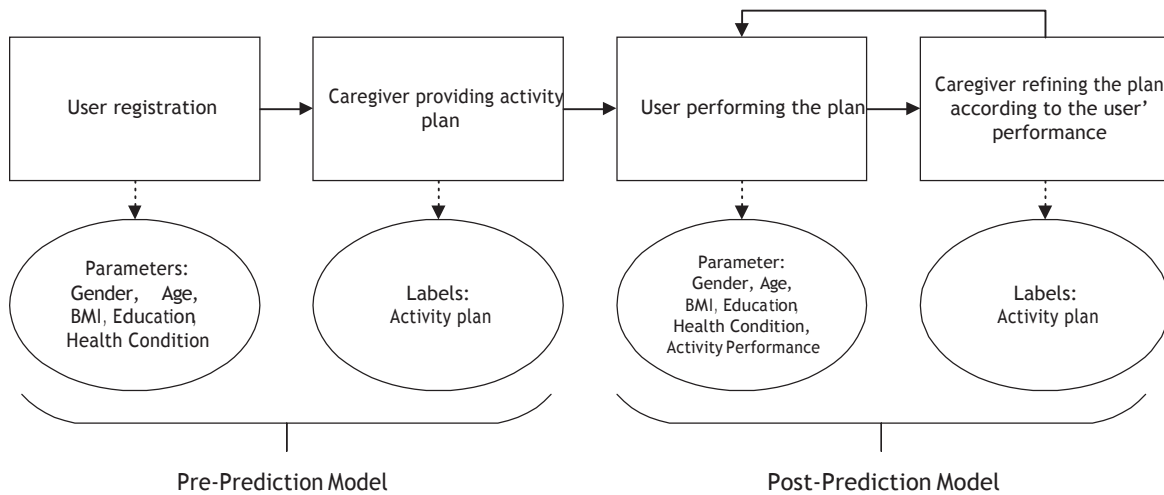 User registration
Caregiver providing activity
plan
User performing the plan
Caregiver refining the plan
according to the user’
performance
Parameters:
Gender, Age,
BMI, Education,
Health Condition
Labels:
Activity plan
Parameter:
Gender, Age,
BMI, Education,
Health Condition,
Activity Performance
Labels:
Activity plan
Pre-Prediction Model
Post-Prediction Model